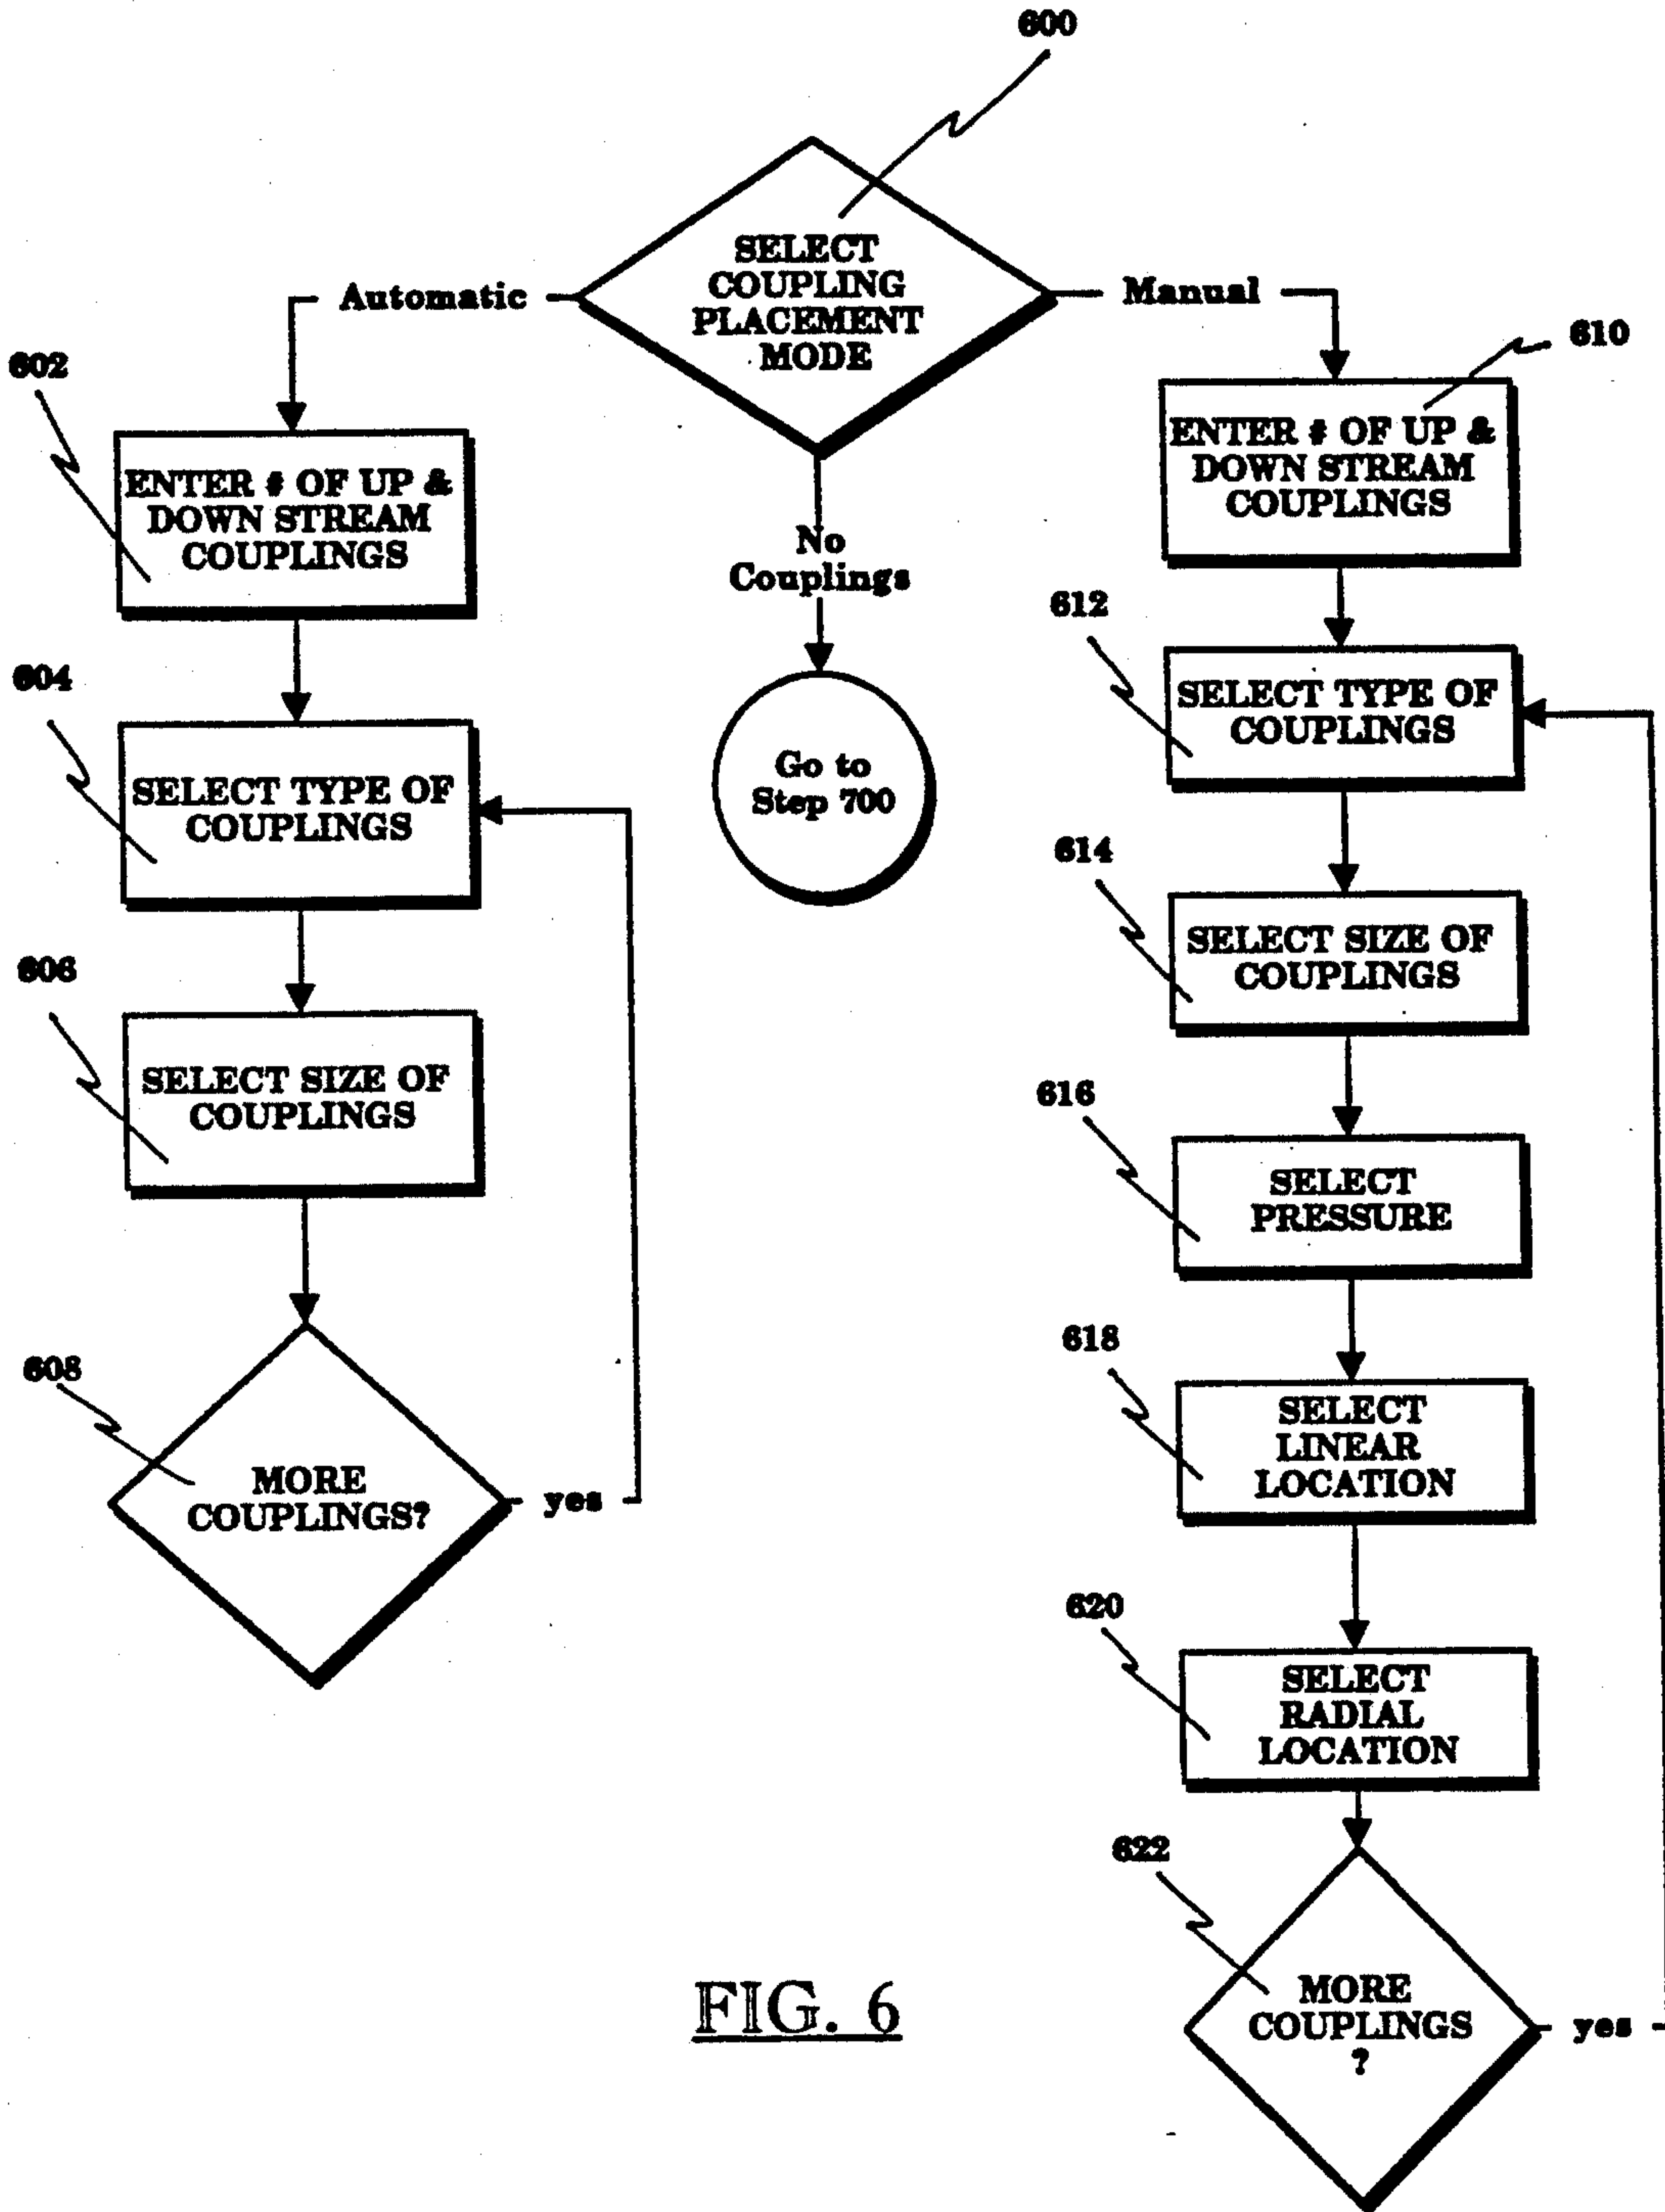 600
SELECT
COUPLING
PLACEMENT
MODE
Automatic
Manual
No
Couplings
Go to
Step 700
602
ENTER # OF UP &
DOWN STREAM
COUPLINGS
604
SELECT TYPE OF
COUPLINGS
606
SELECT SIZE OF
COUPLINGS
608
MORE
COUPLINGS?
yes
610
ENTER # OF UP &
DOWN STREAM
COUPLINGS
612
SELECT TYPE OF
COUPLINGS
614
SELECT SIZE OF
COUPLINGS
616
SELECT
PRESSURE
618
SELECT
LINEAR
LOCATION
620
SELECT
RADIAL
LOCATION
622
MORE
COUPLINGS
?
yes
FIG. 6